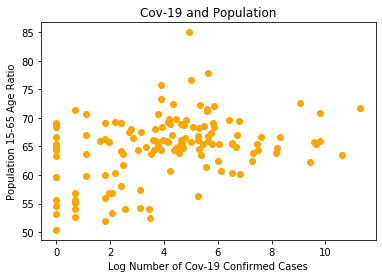 Cov-19 and Population
85
80
75
70
65
60
55
50
Population 15-65 Age Ratio
0 2 4 6 8 10
Log Number of Cov-19 Confirmed Cases